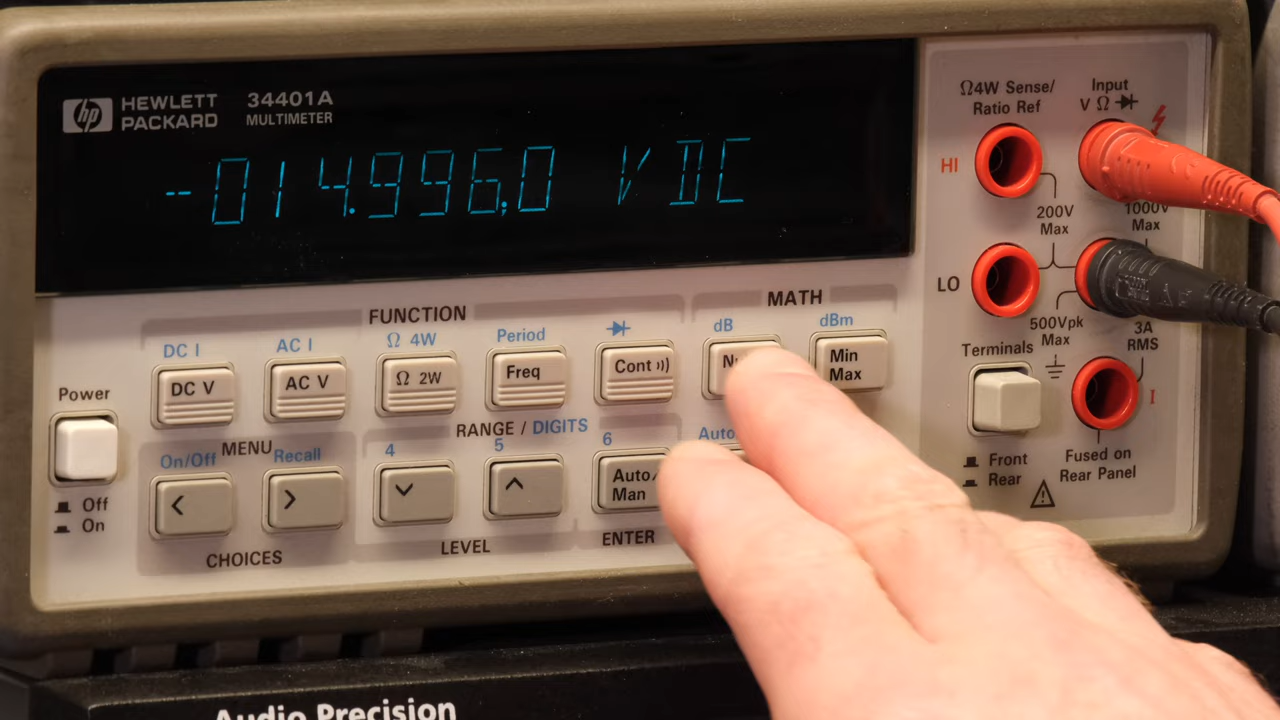 hp HEWLETT PACKARD
34401A
MULTIMETER
-014.996,0 V DC
Ω4W Sense/
Ratio Ref
Input
V Ω
HI
200V
Max
1000V
Max
LO
500Vpk
Max
3A
RMS
Terminals
I
Front
Rear
Fused on
Rear Panel
FUNCTION
MATH
DC I
AC I
Ω 4W
Period
dB
dBm
Power
DC V
AC V
Ω 2W
Freq
Cont
Min
Max
Off
On
MENU
RANGE / DIGITS
On/Off
Recall
4
5
6
Auto
<
>
Auto/
Man
CHOICES
LEVEL
ENTER
Audio Precision